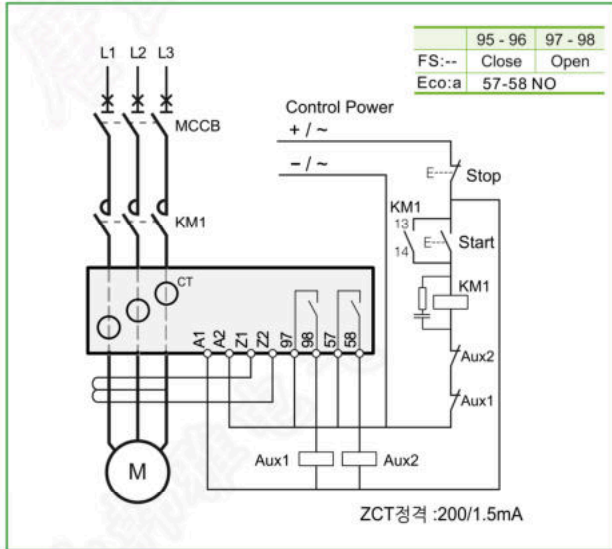 L1 L2 L3
95 - 96 97 - 98
FS:-- Close Open
Eco:a 57-58 NO
Control Power
+ / ~
MCCB
- / ~
E Stop
KM1
KM1
13
14
E Start
CT
KM1
A1 A2 Z1 Z2 97 98 57 58
Aux2
Aux1
M
Aux1 Aux2
ZCT정격 :200/1.5mA